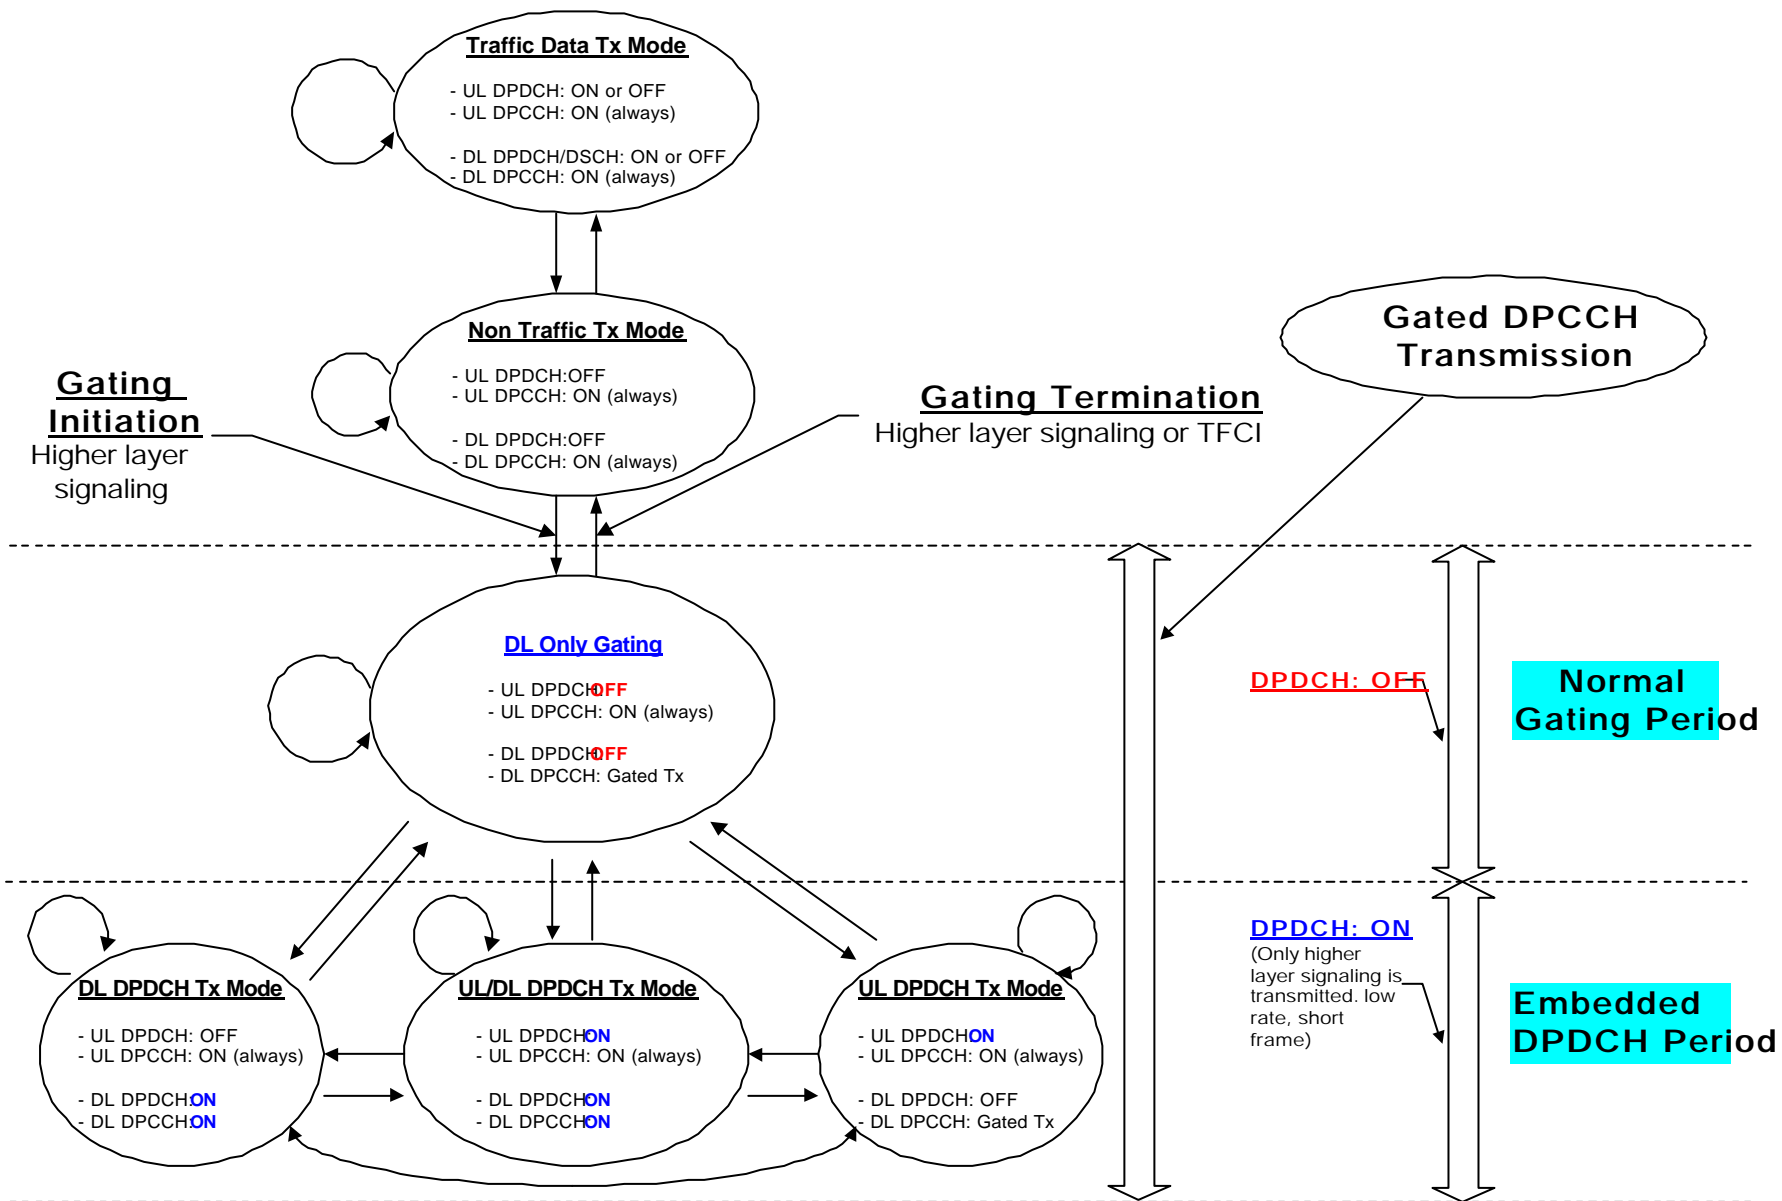 Traffic Data Tx Mode
- UL DPDCH: ON or OFF
- UL DPCCH: ON (always)
- DL DPDCH/DSCH: ON or OFF
- DL DPCCH: ON (always)
Non Traffic Tx Mode
- UL DPDCH:OFF
- UL DPCCH: ON (always)
- DL DPDCH:OFF
- DL DPCCH: ON (always)
Gating
Initiation
Higher layer
signaling
Gating Termination
Higher layer signaling or TFCI
Gated DPCCH
Transmission
DL Only Gating
- UL DPDCH:OFF
- UL DPCCH: ON (always)
- DL DPDCH:OFF
- DL DPCCH: Gated Tx
DPDCH: OFF
Normal
Gating Period
DL DPDCH Tx Mode
- UL DPDCH: OFF
- UL DPCCH: ON (always)
- DL DPDCH:ON
- DL DPCCH:ON
UL/DL DPDCH Tx Mode
- UL DPDCH:ON
- UL DPCCH: ON (always)
- DL DPDCH:ON
- DL DPCCH:ON
UL DPDCH Tx Mode
- UL DPDCH:ON
- UL DPCCH: ON (always)
- DL DPDCH: OFF
- DL DPCCH: Gated Tx
DPDCH: ON
(Only higher
layer signaling is
transmitted. low
rate, short
frame)
Embedded
DPDCH Period